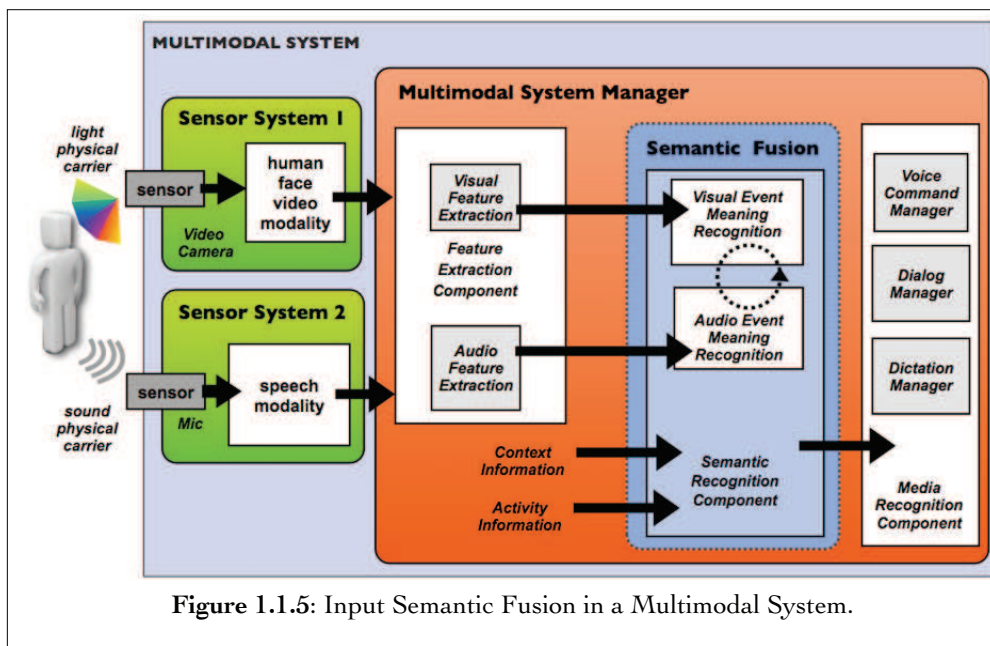 MULTIMODAL SYSTEM
light
physical
carrier
sensor
Sensor System 1
human
face
video
modality
Video
Camera
sound
physical
carrier
sensor
Sensor System 2
speech
modality
Mic
Multimodal System Manager
Visual
Feature
Extraction
Feature
Extraction
Component
Audio
Feature
Extraction
Context
Information
Activity
Information
Semantic Fusion
Visual Event
Meaning
Recognition
Audio Event
Meaning
Recognition
Semantic
Recognition
Component
Voice
Command
Manager
Dialog
Manager
Dictation
Manager
Media
Recognition
Component
Figure 1.1.5: Input Semantic Fusion in a Multimodal System.